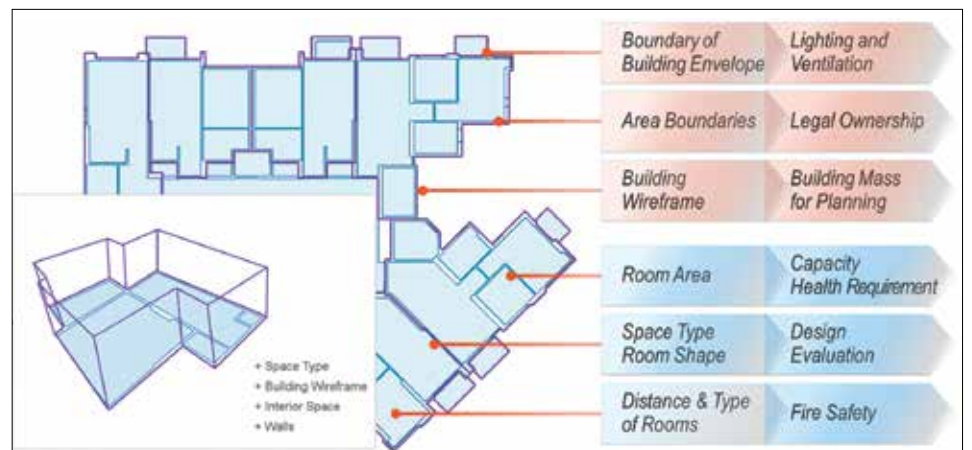 Boundary of
Building Envelope
Lighting and
Ventilation
Area Boundaries
Legal Ownership
Building
Wireframe
Building Mass
for Planning
Room Area
Capacity
Health Requirement
Space Type
Room Shape
Design
Evaluation
Distance & Type
of Rooms
Fire Safety
+ Space Type
+ Building Wireframe
+ Interior Space
+ Walls